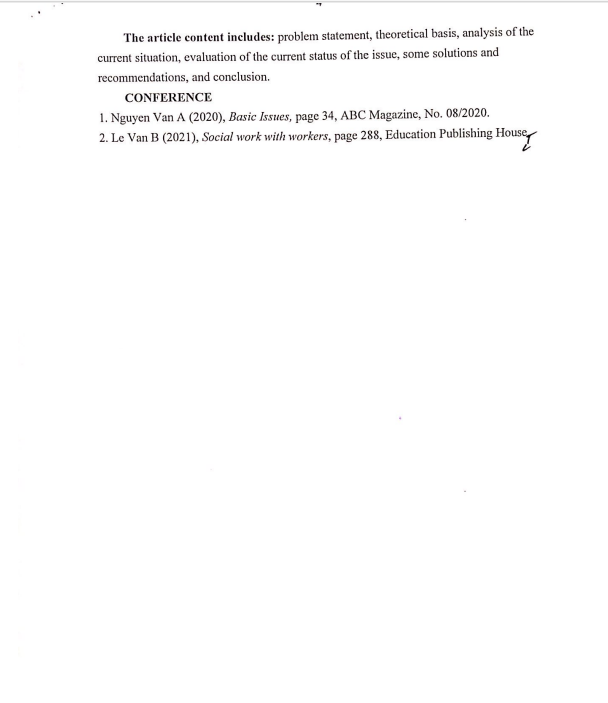 The article content includes: problem statement, theoretical basis, analysis of the
current situation, evaluation of the current status of the issue, some solutions and
recommendations, and conclusion.
CONFERENCE
1. Nguyen Van A (2020), Basic Issues, page 34, ABC Magazine, No. 08/2020.
2. Le Van B (2021), Social work with workers, page 288, Education Publishing House